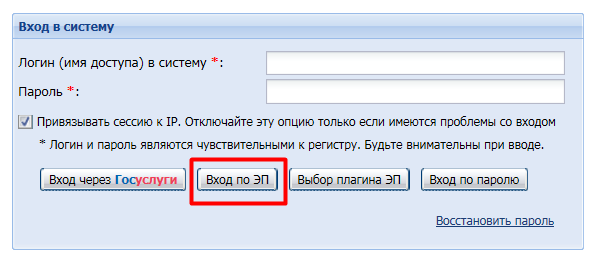 Вход в систему
Логин (имя доступа) в систему *:
Пароль *:
Привязывать сессию к IP. Отключайте эту опцию только если имеются проблемы со входом
* Логин и пароль являются чувствительными к регистру. Будьте внимательны при вводе.
Вход через Госуслуги Вход по ЭП Выбор плагина ЭП Вход по паролю
Восстановить пароль